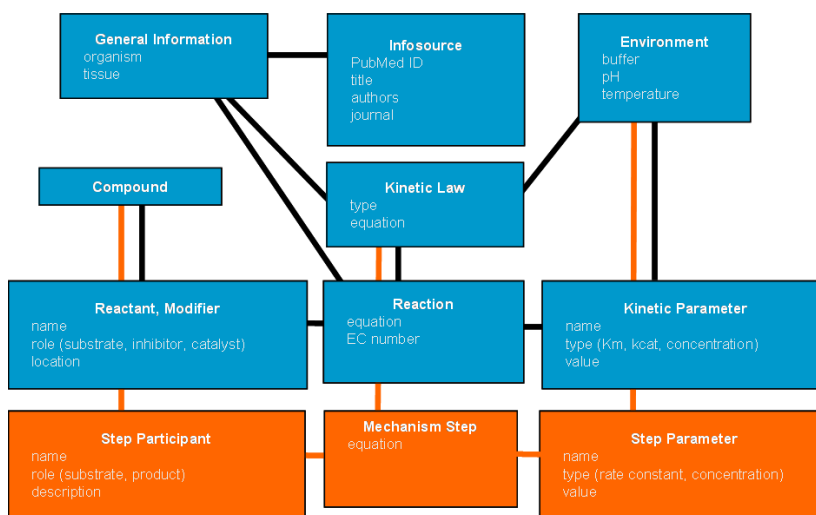 General Information
organism
tissue
Infosource
PubMed ID
title
authors
journal
Environment
buffer
pH
temperature
Compound
Kinetic Law
type
equation
Reactant, Modifier
name
role (substrate, inhibitor, catalyst)
location
Reaction
equation
EC number
Kinetic Parameter
name
type (Km, kcat, concentration)
value
Step Participant
name
role (substrate, product)
description
Mechanism Step
equation
Step Parameter
name
type (rate constant, concentration)
value